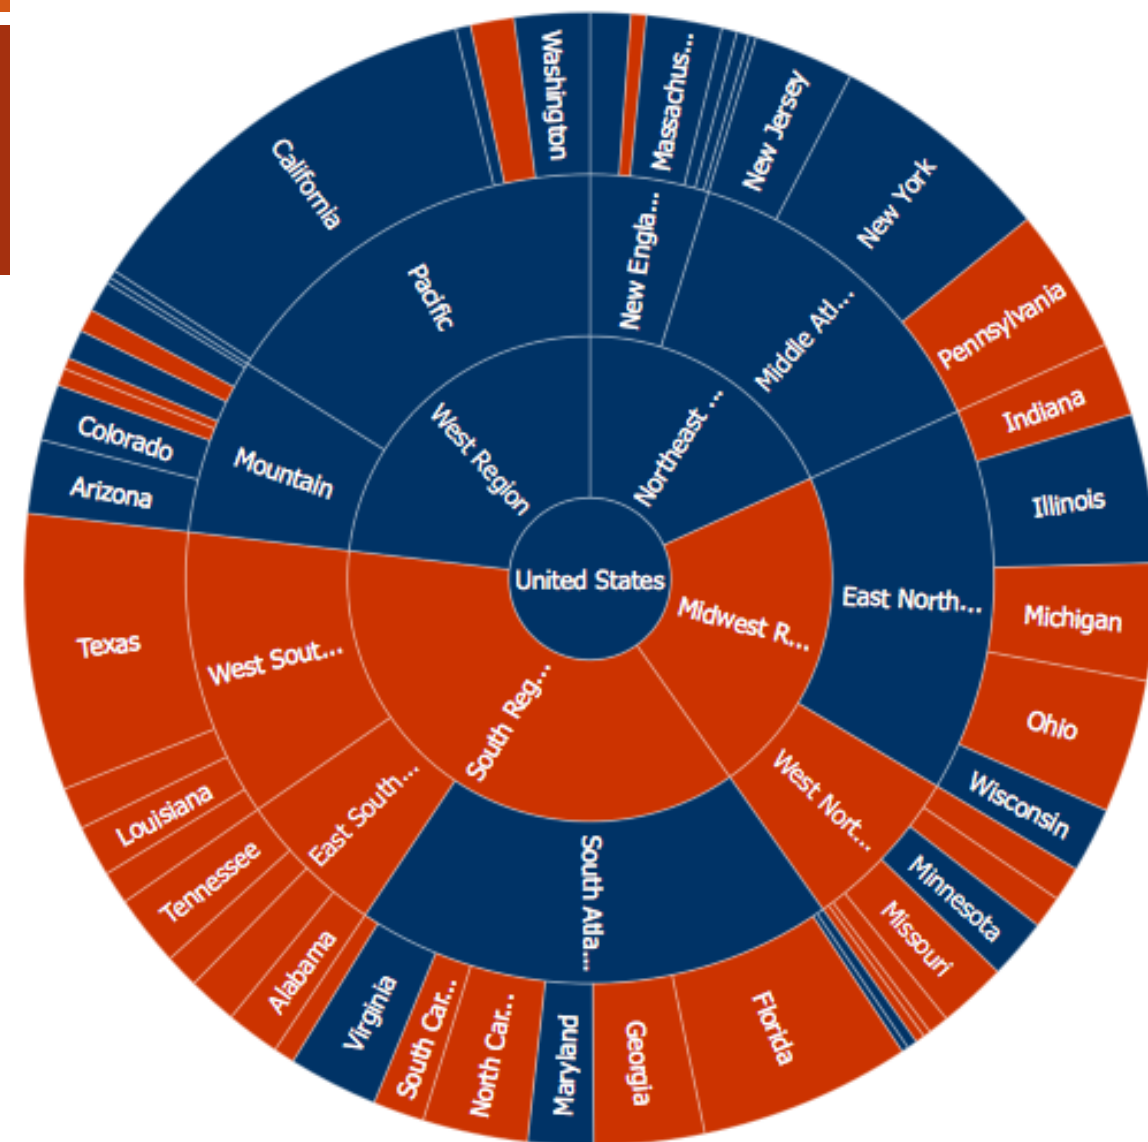 United States
Northeast ...
Midwest R...
South Reg...
West Region
New Engla...
Middle Atl...
East North...
West Nort...
South Atla...
East South...
West Sout...
Mountain
Pacific
Massachus...
New Jersey
New York
Pennsylvania
Indiana
Illinois
Michigan
Ohio
Wisconsin
Minnesota
Missouri
Florida
Georgia
Maryland
North Car...
South Car...
Virginia
Alabama
Tennessee
Louisiana
Texas
Arizona
Colorado
California
Washington